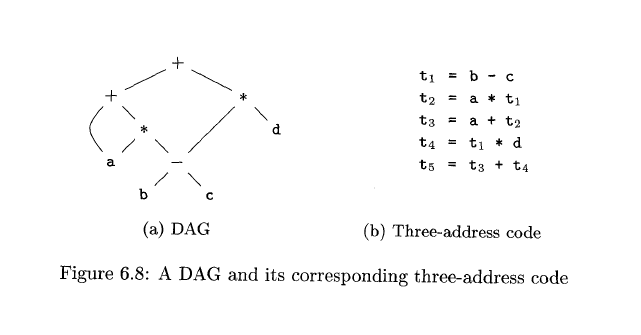 +
+ *
* d
a −
b c
(a) DAG
t₁ = b - c
t₂ = a * t₁
t₃ = a + t₂
t₄ = t₁ * d
t₅ = t₃ + t₄
(b) Three-address code
Figure 6.8: A DAG and its corresponding three-address code